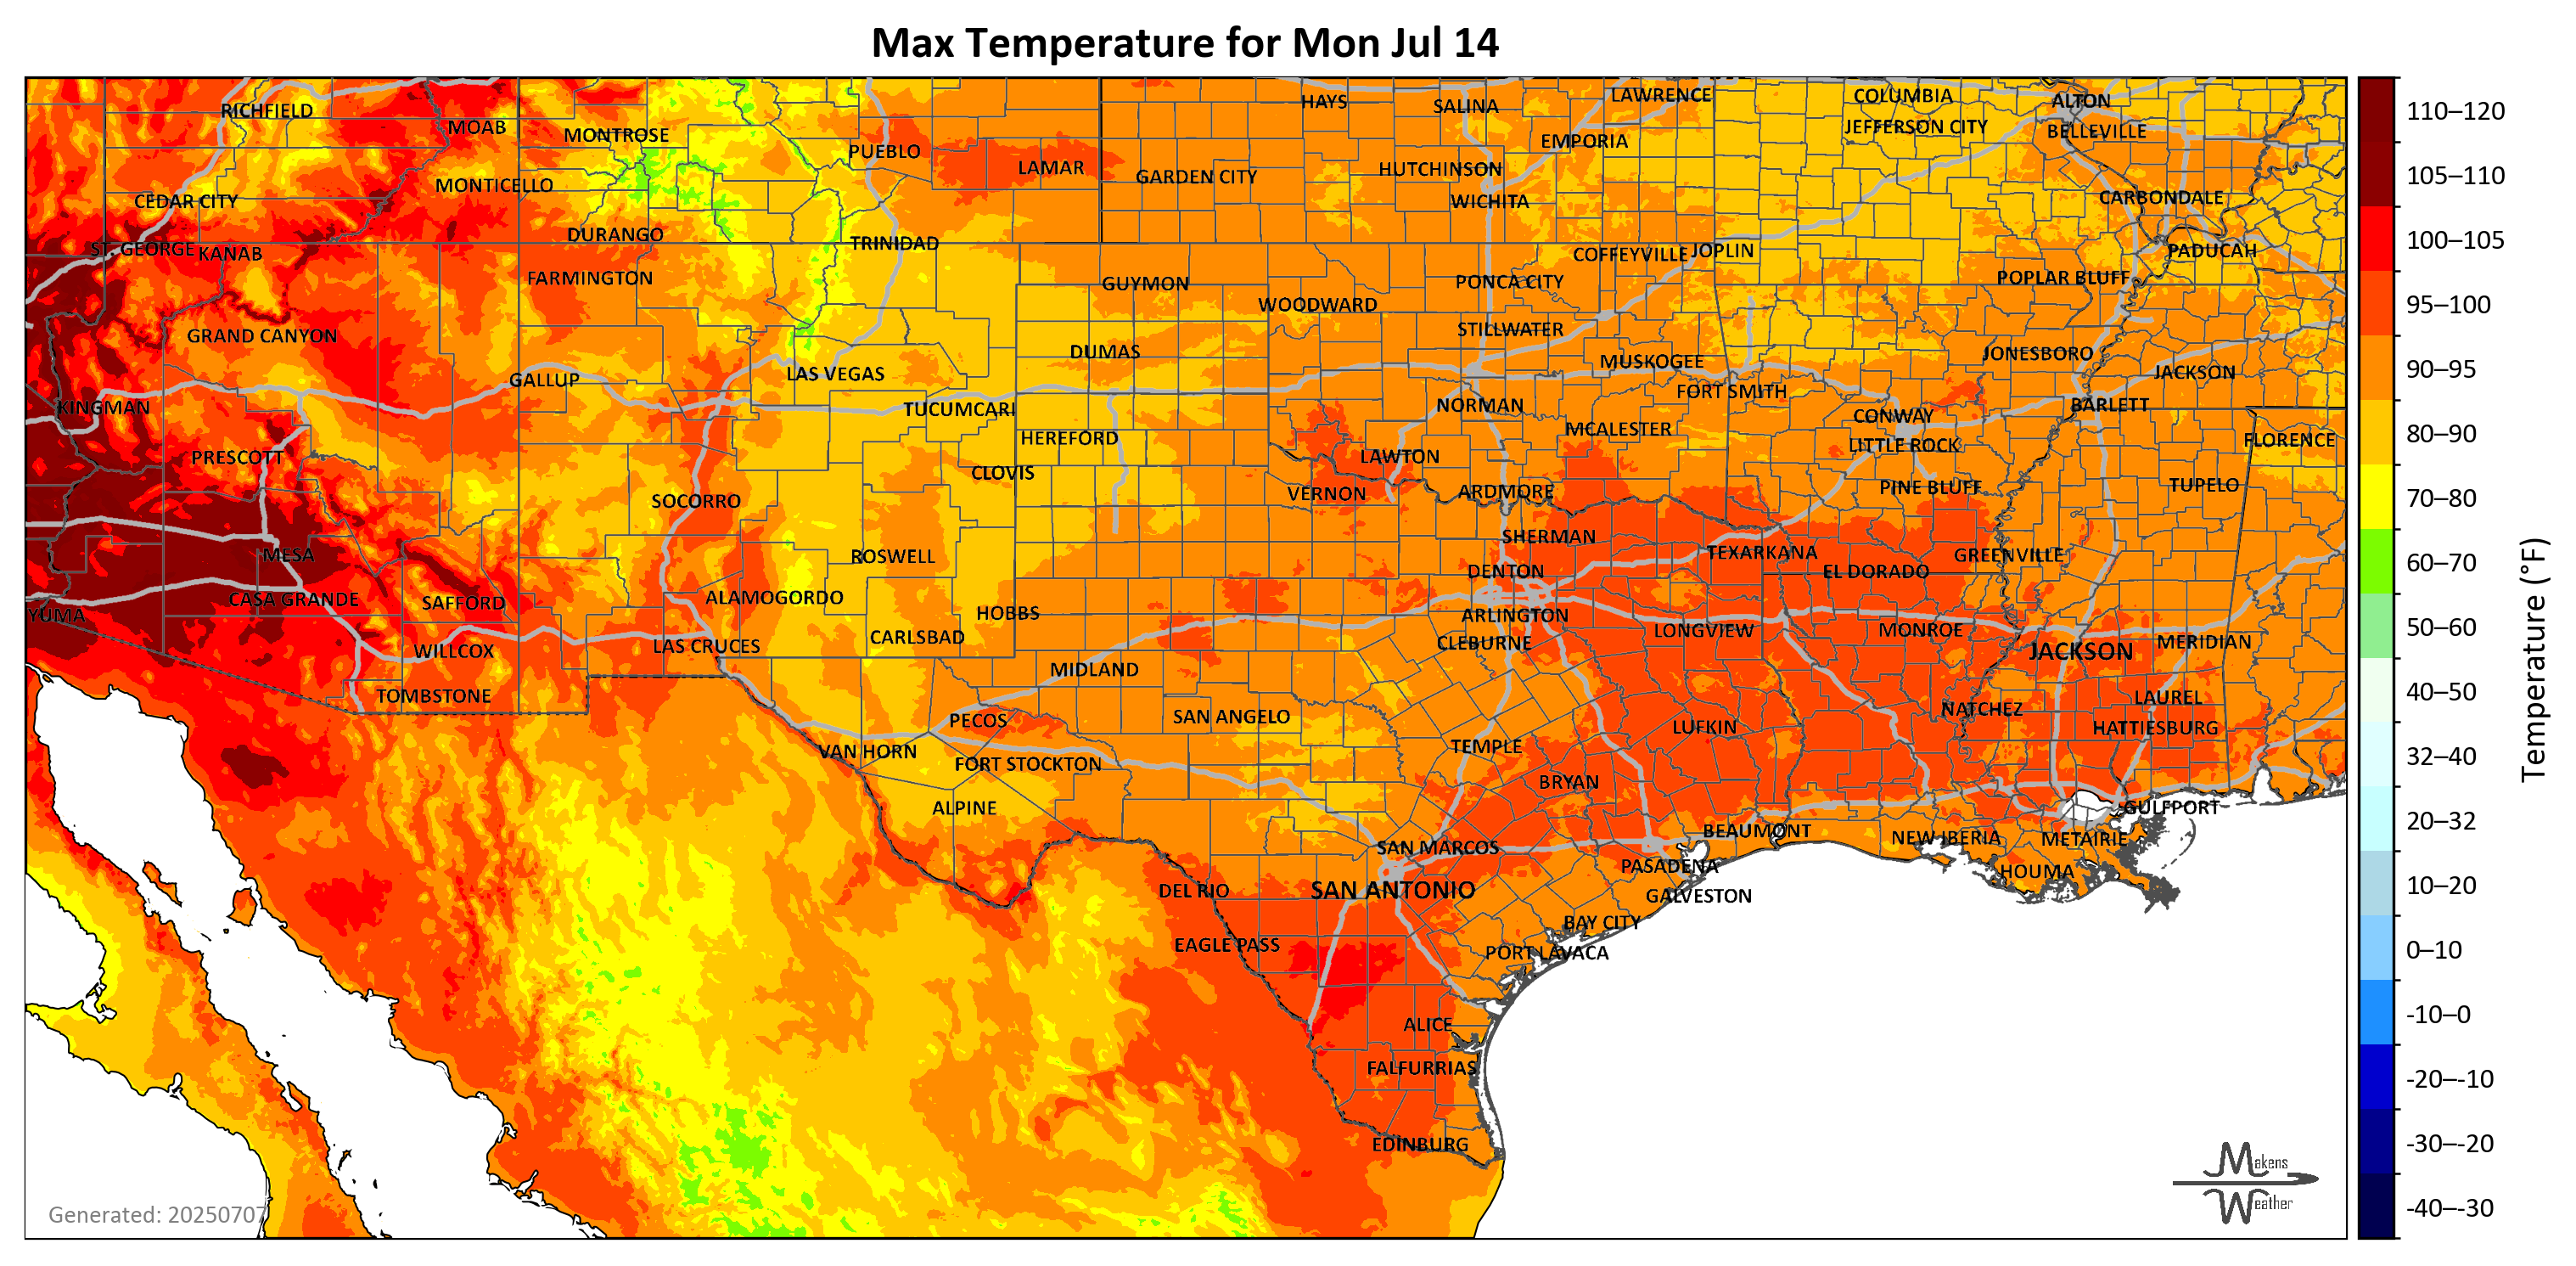 Max Temperature for Mon Jul 14
RICHFIELD
MOAB
MONTROSE
PUEBLO
LAMAR
HAYS
SALINA
LAWRENCE
COLUMBIA
ALTON
JEFFERSON CITY
BELLEVILLE
EMPORIA
GARDEN CITY
HUTCHINSON
WICHITA
CARBONDALE
MONTICELLO
CEDAR CITY
DURANGO
TRINIDAD
ST. GEORGE
KANAB
COFFEYVILLE
JOPLIN
PADUCAH
FARMINGTON
GUYMON
WOODWARD
PONCA CITY
POPLAR BLUFF
GRAND CANYON
DUMAS
STILLWATER
MUSKOGEE
JONESBORO
JACKSON
GALLUP
LAS VEGAS
FORT SMITH
KINGMAN
TUCUMCARI
NORMAN
CONWAY
BARLETT
HEREFORD
MCALESTER
LITTLE ROCK
FLORENCE
PRESCOTT
CLOVIS
LAWTON
VERNON
ARDMORE
PINE BLUFF
TUPELO
SOCORRO
SHERMAN
TEXARKANA
GREENVILLE
MESA
ROSWELL
DENTON
EL DORADO
CASA GRANDE
SAFFORD
ALAMOGORDO
HOBBS
ARLINGTON
YUMA
CARLSBAD
CLEBURNE
LONGVIEW
MONROE
JACKSON
MERIDIAN
WILLCOX
LAS CRUCES
MIDLAND
TOMBSTONE
PECOS
SAN ANGELO
LUFKIN
NATCHEZ
LAUREL
HATTIESBURG
VAN HORN
FORT STOCKTON
TEMPLE
BRYAN
ALPINE
GULFPORT
BEAUMONT
NEW IBERIA
METAIRIE
SAN MARCOS
PASADENA
HOUMA
DEL RIO
SAN ANTONIO
GALVESTON
BAY CITY
EAGLE PASS
PORT LAVACA
ALICE
FALFURRIAS
EDINBURG
Generated: 20250707
Makens
Weather
110–120
105–110
100–105
95–100
90–95
80–90
70–80
60–70
50–60
40–50
32–40
20–32
10–20
0–10
-10–0
-20–-10
-30–-20
-40–-30
Temperature (°F)